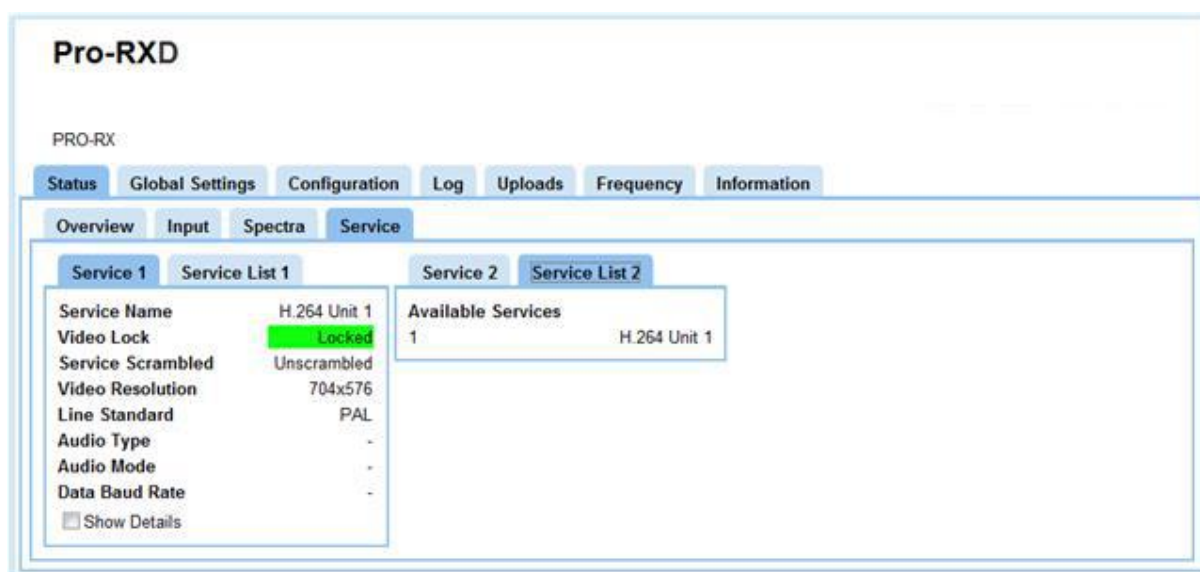 Pro-RXD
PRO-RX
Status Global Settings Configuration Log Uploads Frequency Information
Overview Input Spectra Service
Service 1 Service List 1 Service 2 Service List 2
Service Name H.264 Unit 1
Video Lock Locked
Service Scrambled Unscrambled
Video Resolution 704x576
Line Standard PAL
Audio Type -
Audio Mode -
Data Baud Rate -
Show Details
Available Services
1 H.264 Unit 1